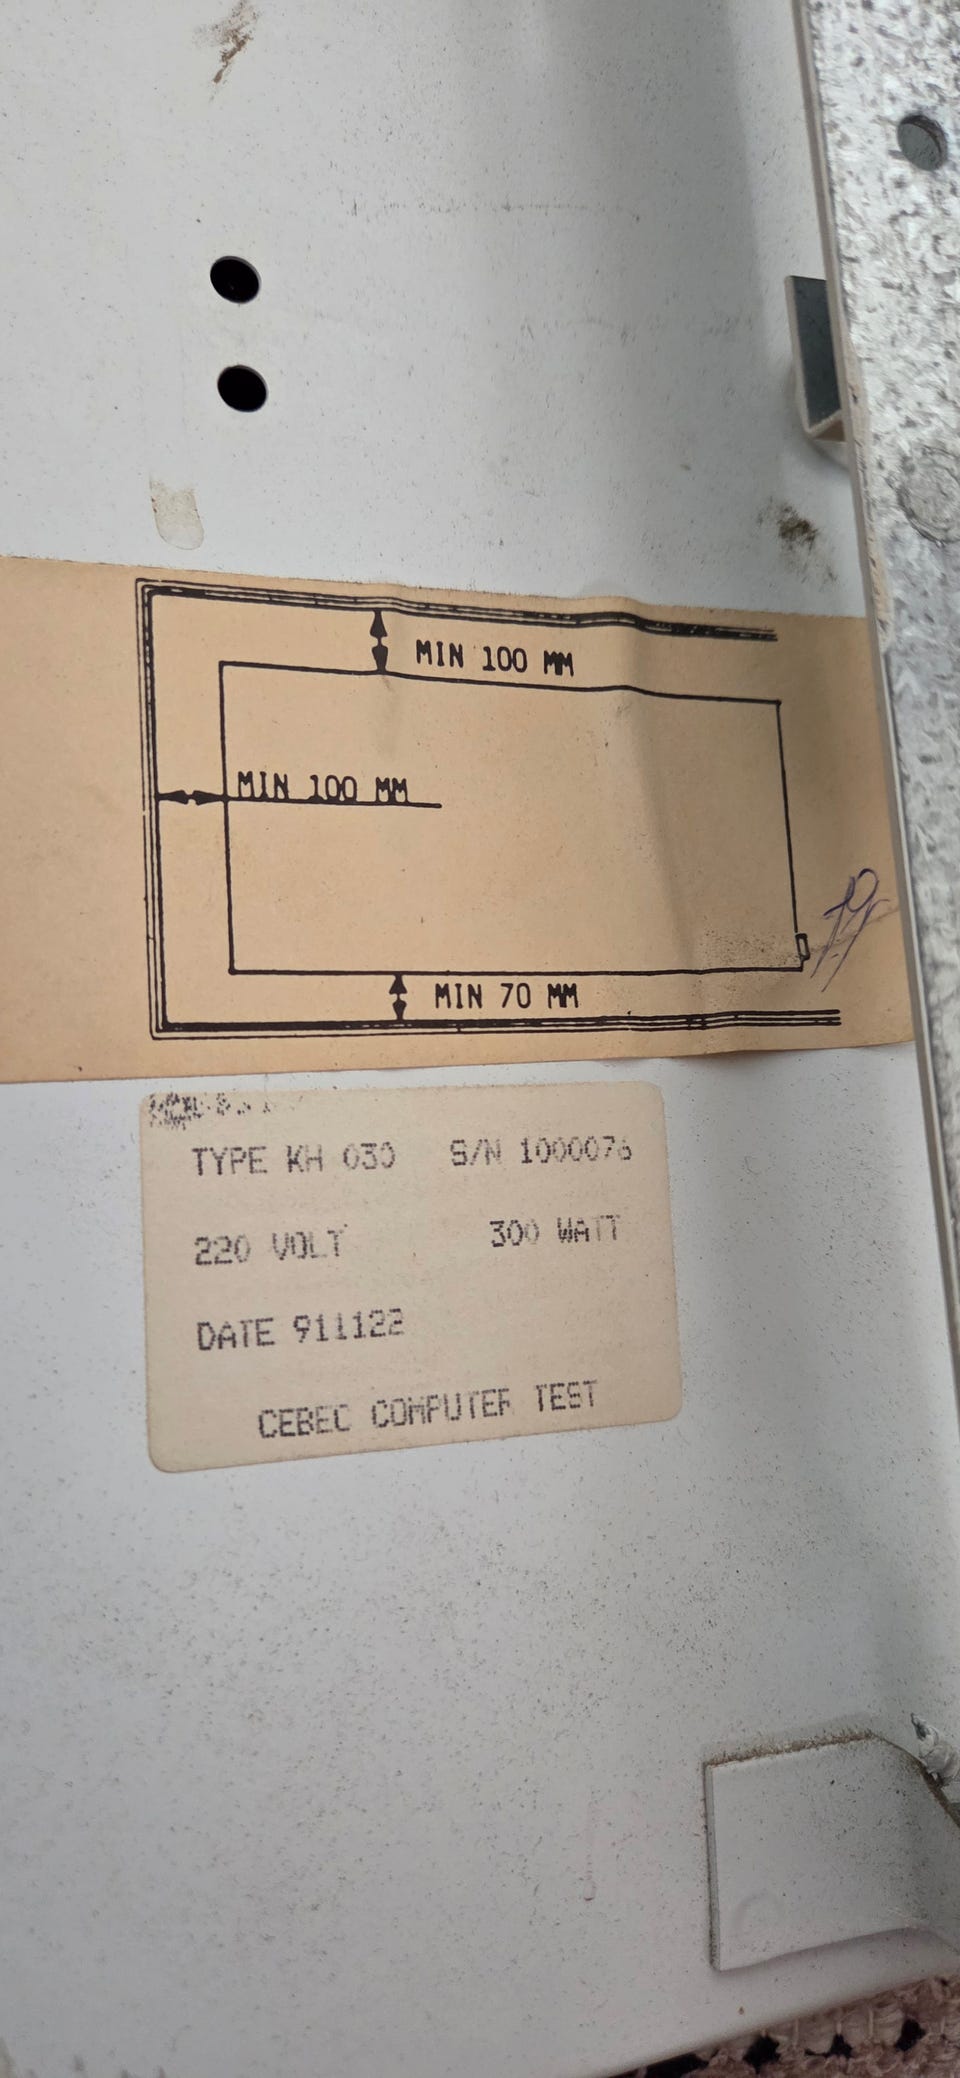 MIN 100 MM
MIN 100 MM
MIN 70 MM
TYPE KH 030 S/N 1000076
220 VOLT 300 WATT
DATE 911122
CEBEC COMPUTER TEST